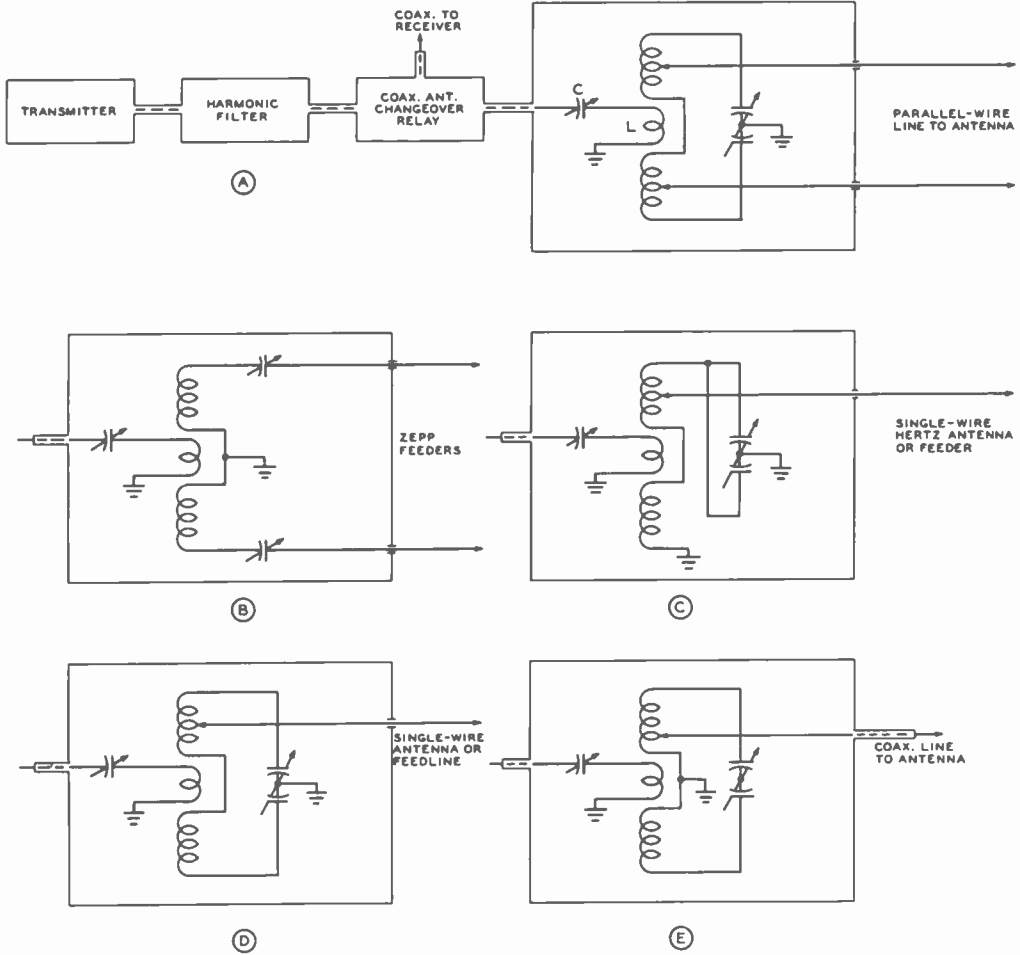 COAX. TO
RECEIVER
TRANSMITTER
HARMONIC
FILTER
COAX. ANT.
CHANGEOVER
RELAY
C
L
PARALLEL-WIRE
LINE TO ANTENNA
A
ZEPP
FEEDERS
SINGLE-WIRE
HERTZ ANTENNA
OR FEEDER
B
C
SINGLE-WIRE
ANTENNA OR
FEEDLINE
COAX. LINE
TO ANTENNA
D
E